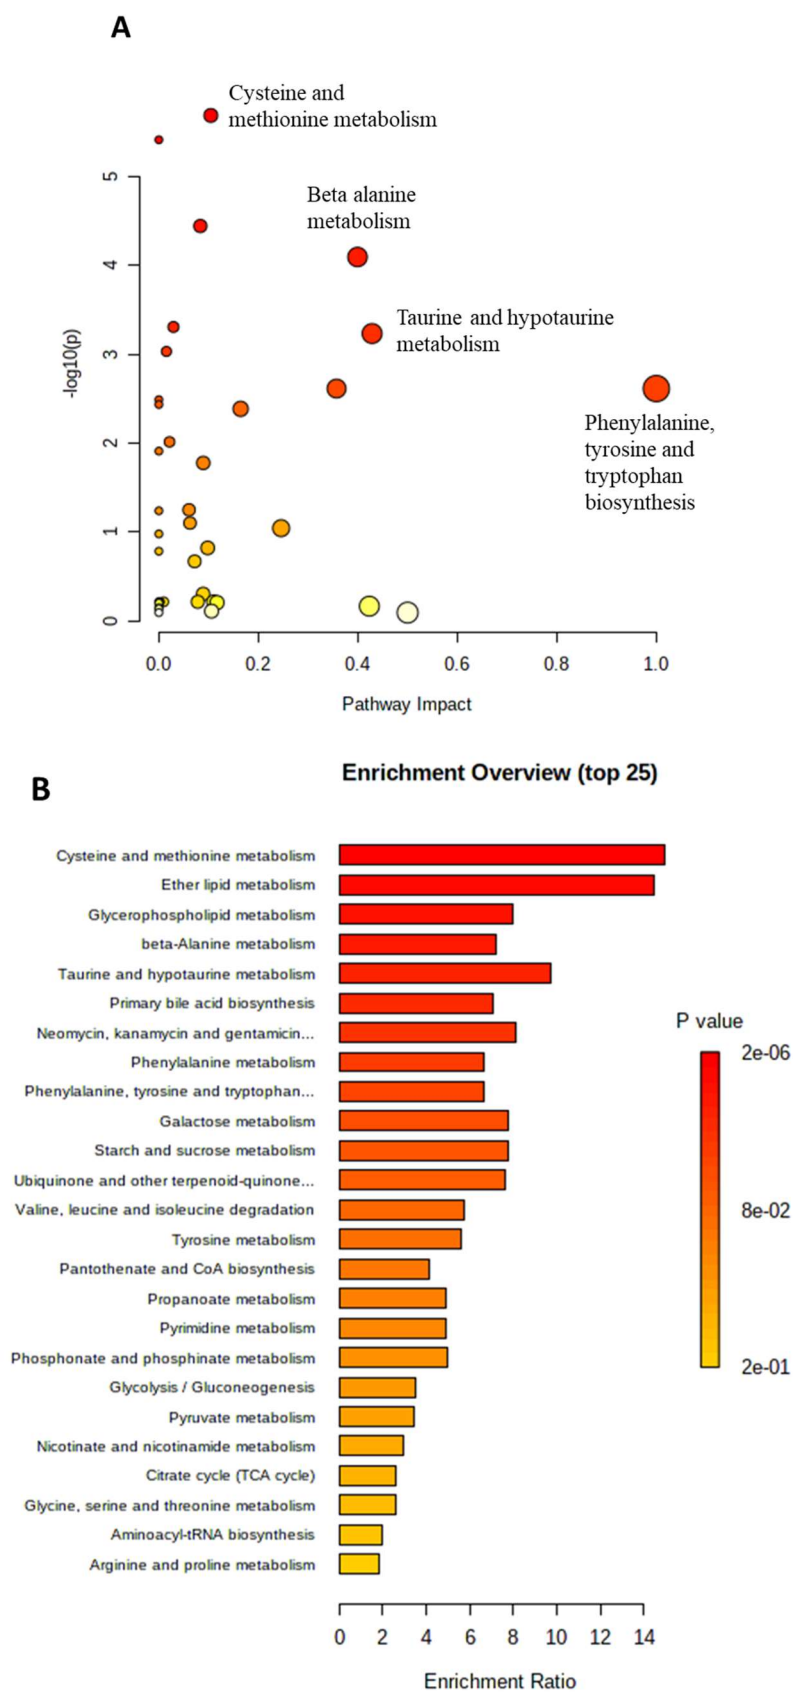 A
Cysteine and
methionine metabolism
Beta alanine
metabolism
Taurine and hypotaurine
metabolism
Phenylalanine,
tyrosine and
tryptophan
biosynthesis
-log10(p)
5
4
3
2
1
0
0.0 0.2 0.4 0.6 0.8 1.0
Pathway Impact
B
Enrichment Overview (top 25)
Cysteine and methionine metabolism
Ether lipid metabolism
Glycerophospholipid metabolism
beta-Alanine metabolism
Taurine and hypotaurine metabolism
Primary bile acid biosynthesis
Neomycin, kanamycin and gentamicin...
Phenylalanine metabolism
Phenylalanine, tyrosine and tryptophan...
Galactose metabolism
Starch and sucrose metabolism
Ubiquinone and other terpenoid-quinone...
Valine, leucine and isoleucine degradation
Tyrosine metabolism
Pantothenate and CoA biosynthesis
Propanoate metabolism
Pyrimidine metabolism
Phosphonate and phosphinate metabolism
Glycolysis / Gluconeogenesis
Pyruvate metabolism
Nicotinate and nicotinamide metabolism
Citrate cycle (TCA cycle)
Glycine, serine and threonine metabolism
Aminoacyl-tRNA biosynthesis
Arginine and proline metabolism
P value
2e-06
8e-02
2e-01
0 2 4 6 8 10 12 14
Enrichment Ratio